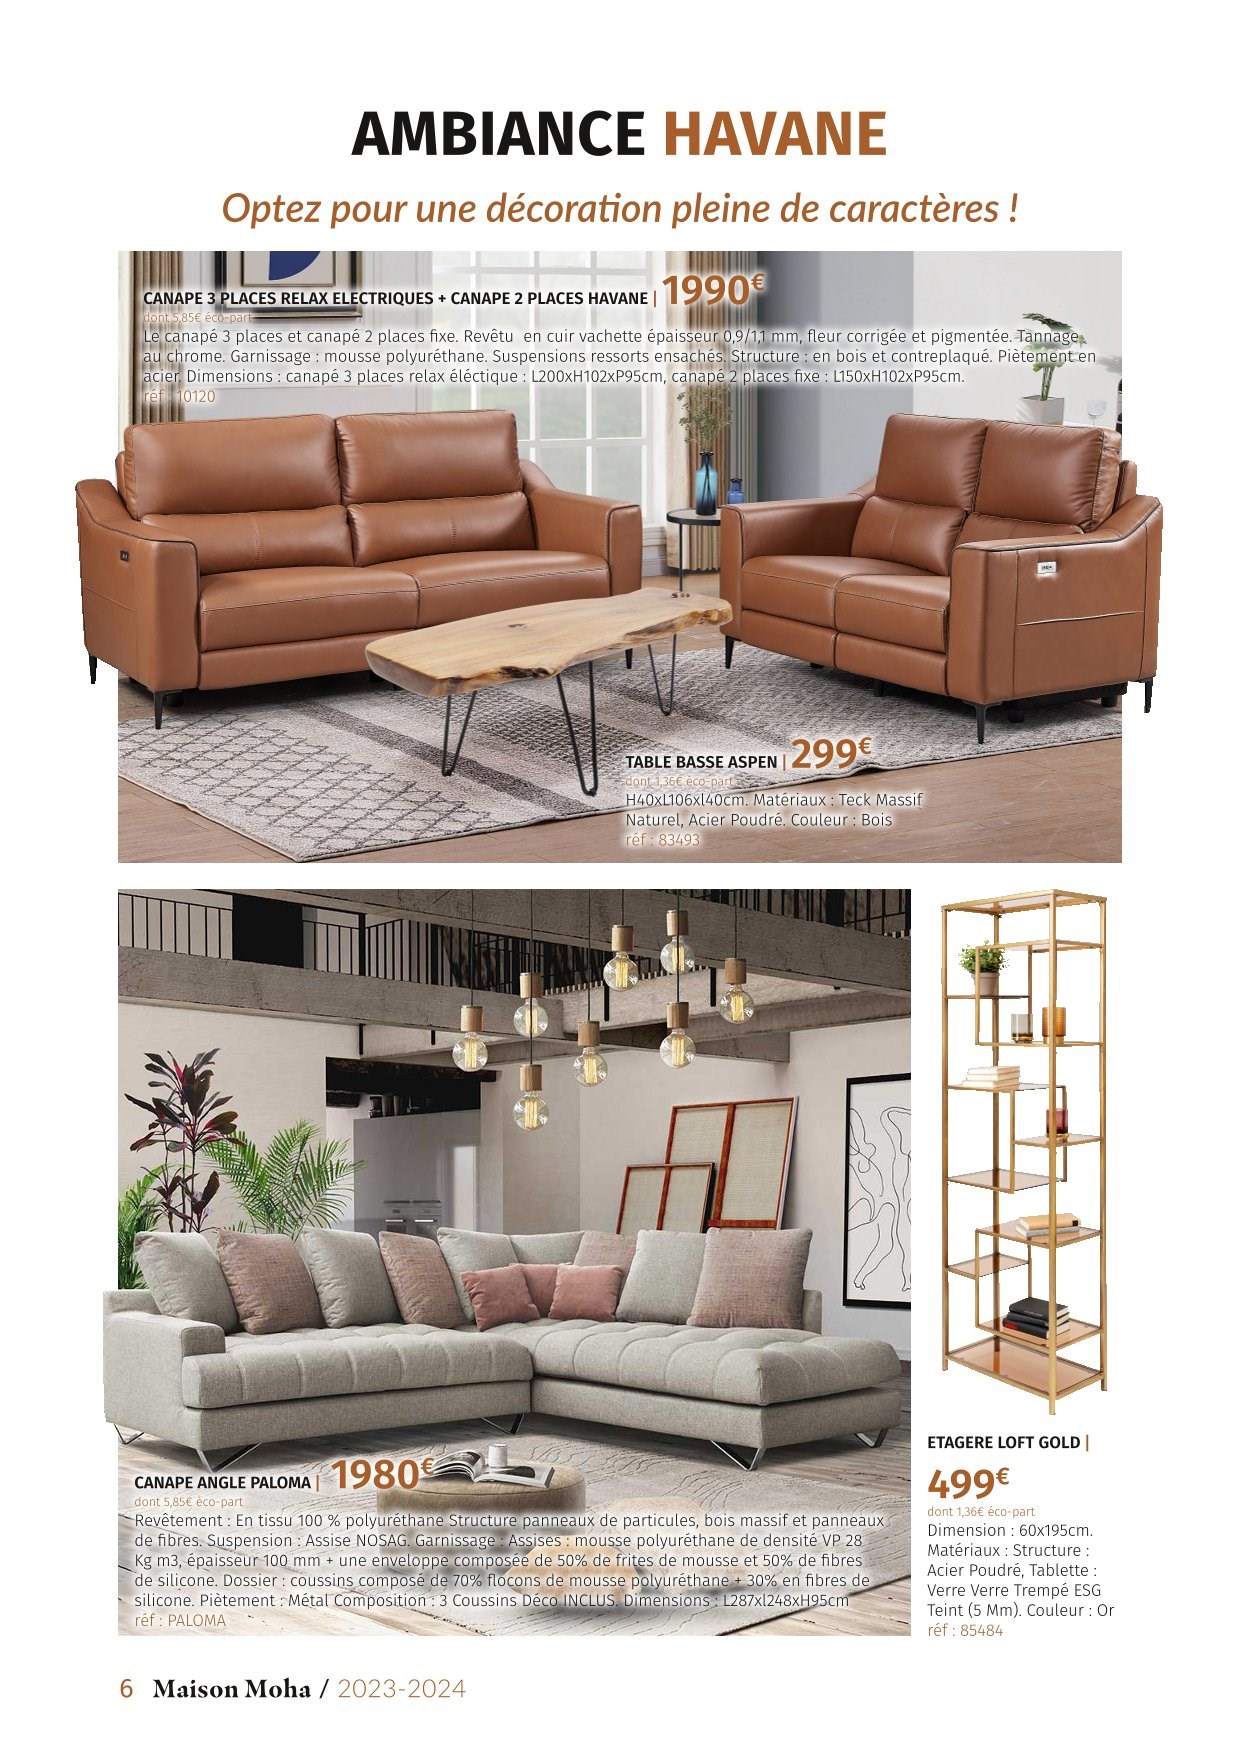 AMBIANCE HAVANE
Optez pour une décoration pleine de caractères !
CANAPE 3 PLACES RELAX ELECTRIQUES + CANAPE 2 PLACES HAVANE | 1990€
dont 5,85€ éco-part
Le canapé 3 places et canapé 2 places fixe. Revêtu en cuir vachette épaisseur 0,9/1,1 mm, fleur corrigée et pigmentée. Tannage
au chrome. Garnissage : mousse polyuréthane. Suspensions ressorts ensachés. Structure : en bois et contreplaqué. Piètement en
acier. Dimensions : canapé 3 places relax éléctique : L200xH102xP95cm, canapé 2 places fixe : L150xH102xP95cm.
réf : 10120
TABLE BASSE ASPEN | 299€
dont 1,36€ éco-part
H40xL106xl40cm. Matériaux : Teck Massif
Naturel, Acier Poudré. Couleur : Bois
réf : 83493
CANAPE ANGLE PALOMA | 1980€
dont 5,85€ éco-part
Revêtement : En tissu 100 % polyuréthane Structure panneaux de particules, bois massif et panneaux
de fibres. Suspension : Assise NOSAG. Garnissage : Assises : mousse polyuréthane de densité VP 28
Kg m3, épaisseur 100 mm + une enveloppe composée de 50% de frites de mousse et 50% de fibres
de silicone. Dossier : coussins composé de 70% flocons de mousse polyuréthane + 30% en fibres de
silicone. Piètement : Métal Composition : 3 Coussins Déco INCLUS. Dimensions : L287xl248xH95cm
réf : PALOMA
ETAGERE LOFT GOLD |
499€
dont 1,36€ éco-part
Dimension : 60x195cm.
Matériaux : Structure :
Acier Poudré, Tablette :
Verre Verre Trempé ESG
Teint (5 Mm). Couleur : Or
réf : 85484
6 Maison Moha / 2023-2024